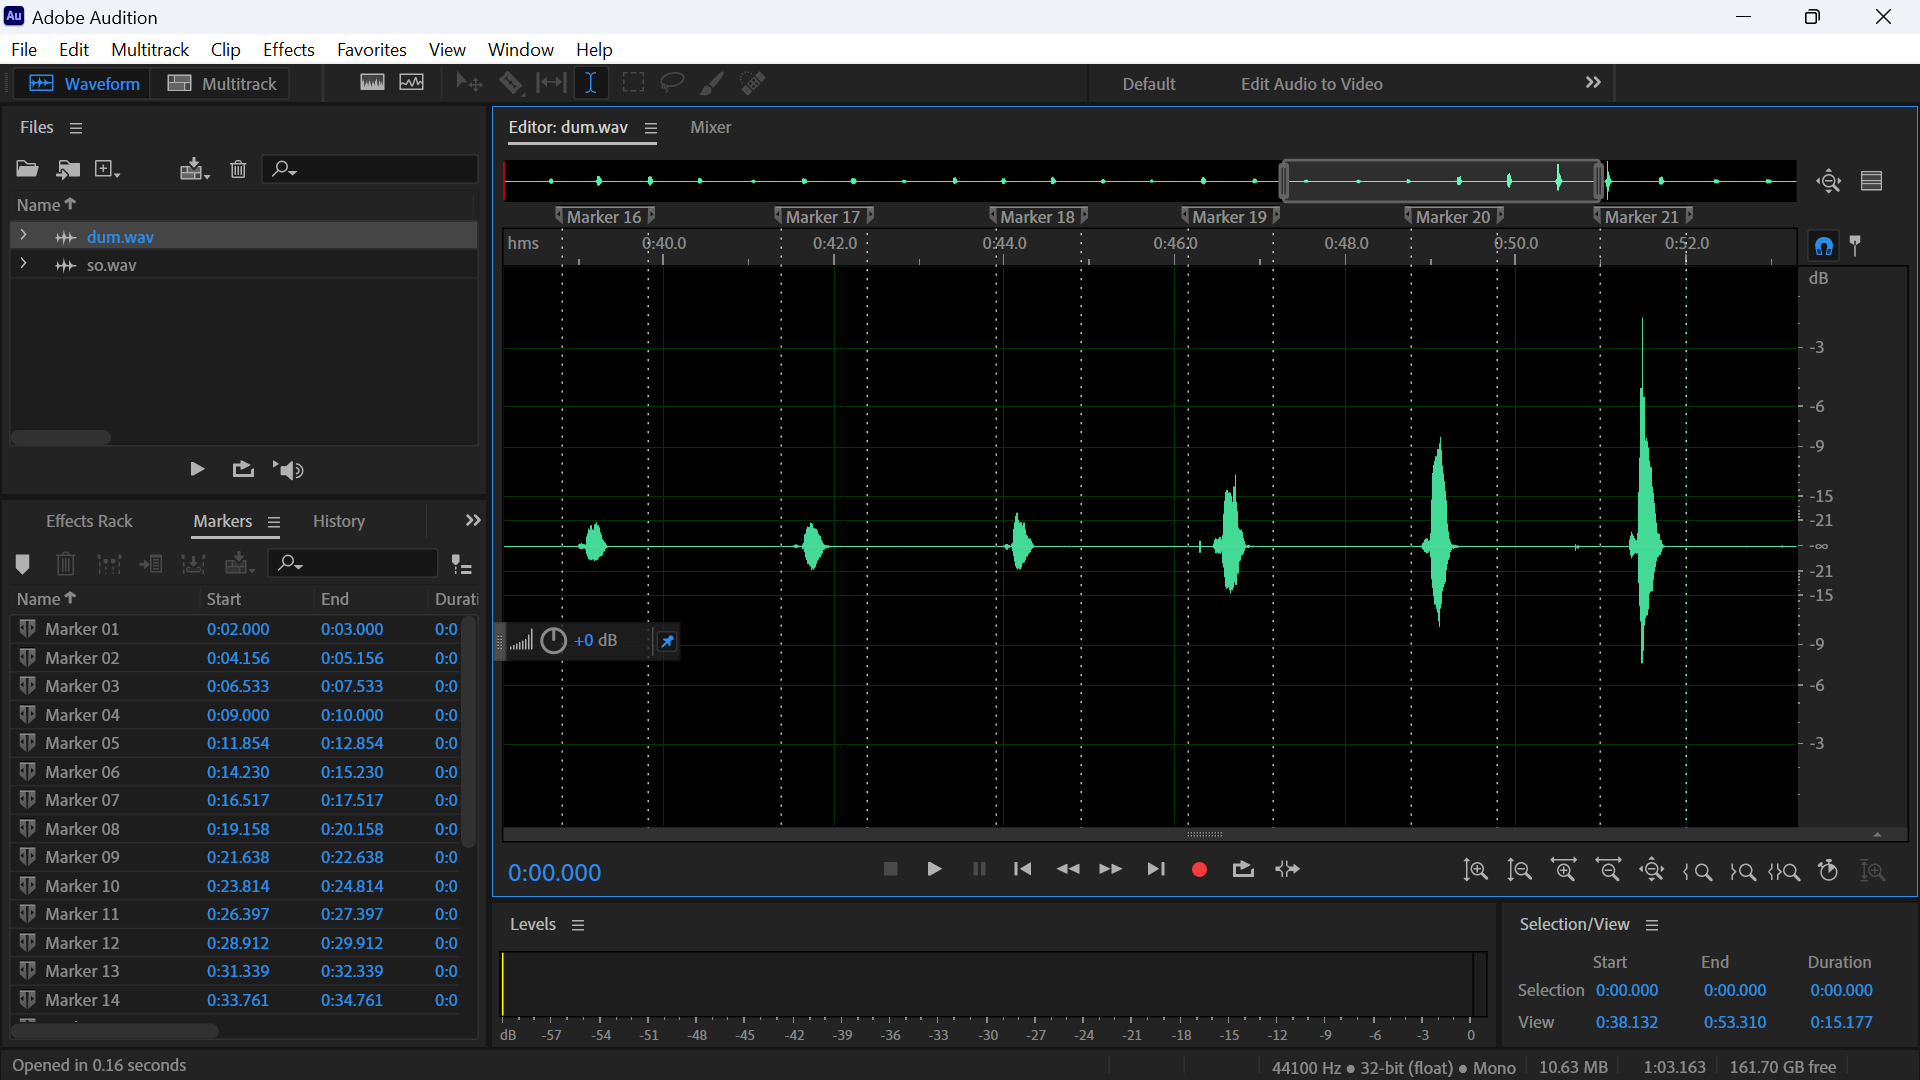 Au Adobe Audition
File Edit Multitrack Clip Effects Favorites View Window Help
Waveform Multitrack Default Edit Audio to Video
Files
Name
dum.wav
so.wav
Editor: dum.wav Mixer
Marker 16 Marker 17 Marker 18 Marker 19 Marker 20 Marker 21
hms 0:40.0 0:42.0 0:44.0 0:46.0 0:48.0 0:50.0 0:52.0
dB
-3
-6
-9
-15
-21
-∞
-21
-15
-9
-6
-3
+0 dB
Effects Rack Markers History
Name Start End Durati
Marker 01 0:02.000 0:03.000 0:0
Marker 02 0:04.156 0:05.156 0:0
Marker 03 0:06.533 0:07.533 0:0
Marker 04 0:09.000 0:10.000 0:0
Marker 05 0:11.854 0:12.854 0:0
Marker 06 0:14.230 0:15.230 0:0
Marker 07 0:16.517 0:17.517 0:0
Marker 08 0:19.158 0:20.158 0:0
Marker 09 0:21.638 0:22.638 0:0
Marker 10 0:23.814 0:24.814 0:0
Marker 11 0:26.397 0:27.397 0:0
Marker 12 0:28.912 0:29.912 0:0
Marker 13 0:31.339 0:32.339 0:0
Marker 14 0:33.761 0:34.761 0:0
0:00.000
Levels
dB -57 -54 -51 -48 -45 -42 -39 -36 -33 -30 -27 -24 -21 -18 -15 -12 -9 -6 -3 0
Selection/View
Start End Duration
Selection 0:00.000 0:00.000 0:00.000
View 0:38.132 0:53.310 0:15.177
Opened in 0.16 seconds
44100 Hz ● 32-bit (float) ● Mono 10.63 MB 1:03.163 161.70 GB free